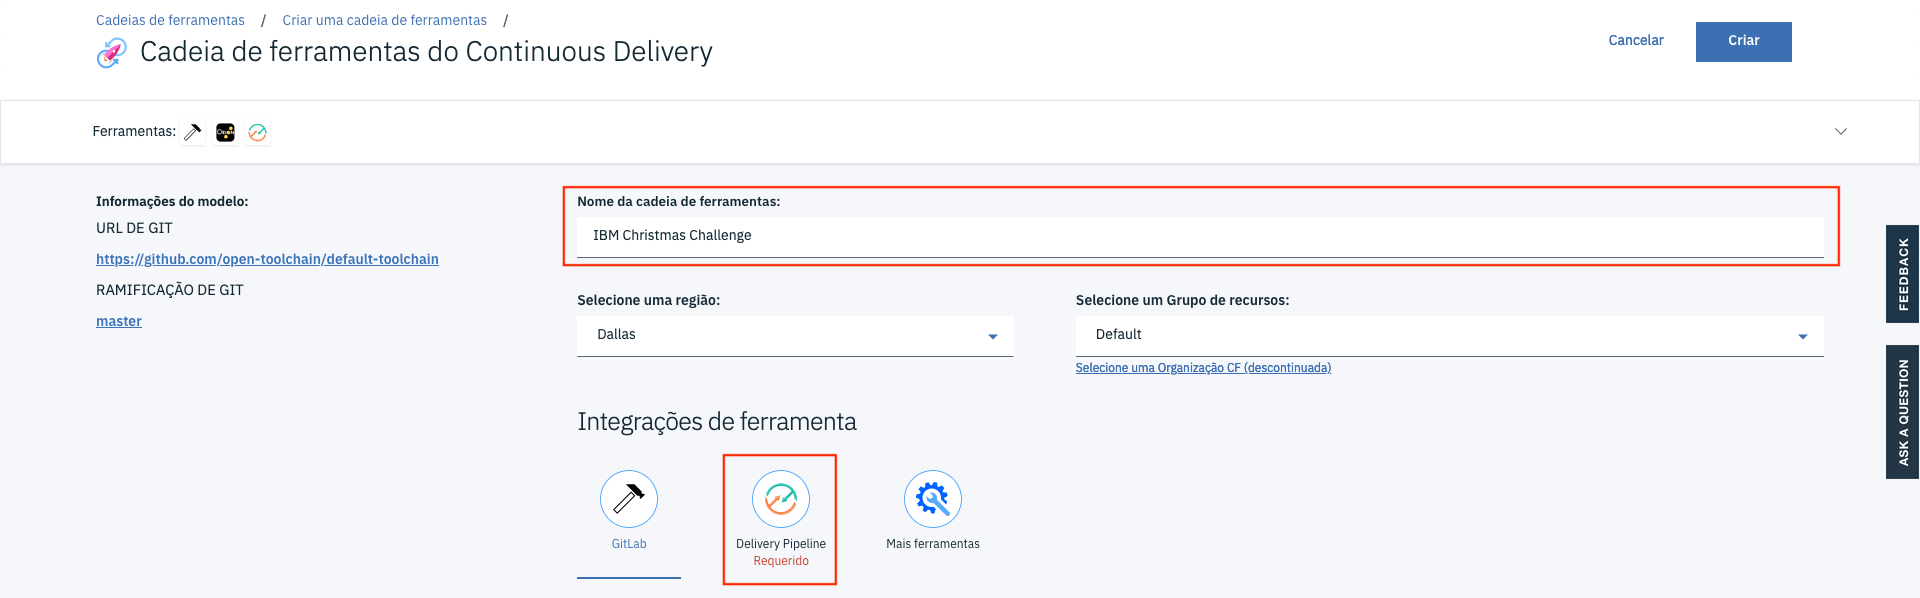 Cadeias de ferramentas / Criar uma cadeia de ferramentas /
Cadeia de ferramentas do Continuous Delivery
Cancelar
Criar
Ferramentas:
Informações do modelo:
URL DE GIT
https://github.com/open-toolchain/default-toolchain
RAMIFICAÇÃO DE GIT
master
Nome da cadeia de ferramentas:
IBM Christmas Challenge
Selecione uma região:
Dallas
Selecione um Grupo de recursos:
Default
Selecione uma Organização CF (descontinuada)
Integrações de ferramenta
GitLab
Delivery Pipeline
Requerido
Mais ferramentas
FEEDBACK
ASK A QUESTION